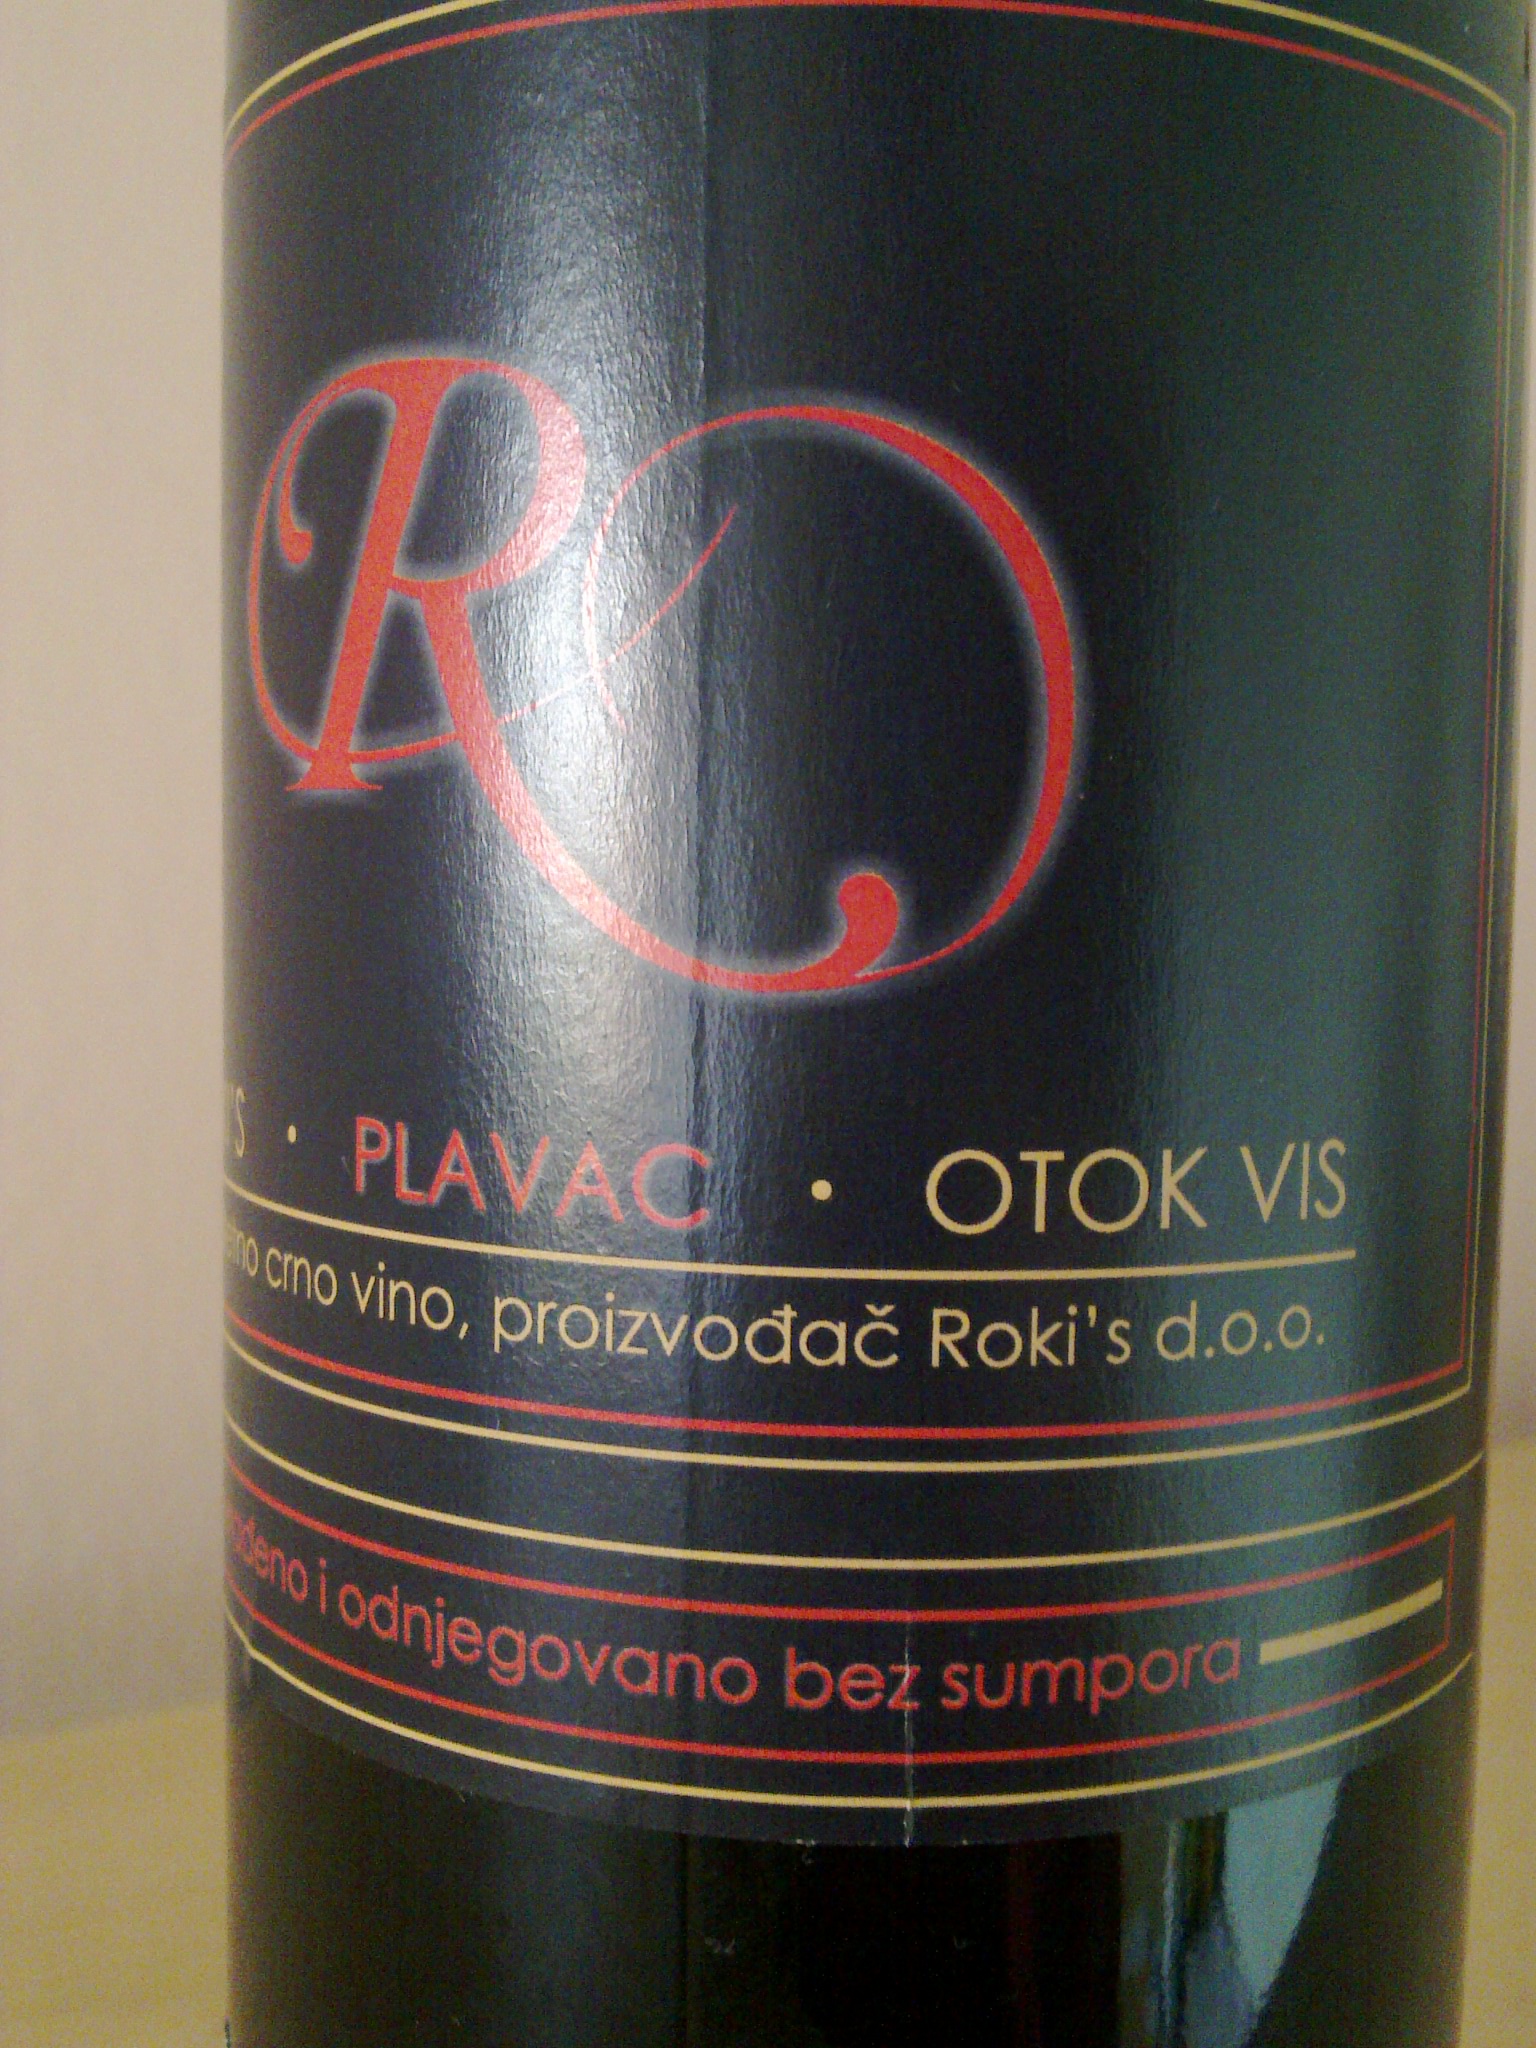 R
PLAVAC • OTOK VIS
crno vino, proizvođač Roki's d.o.o.
i odnjegovano bez sumpora